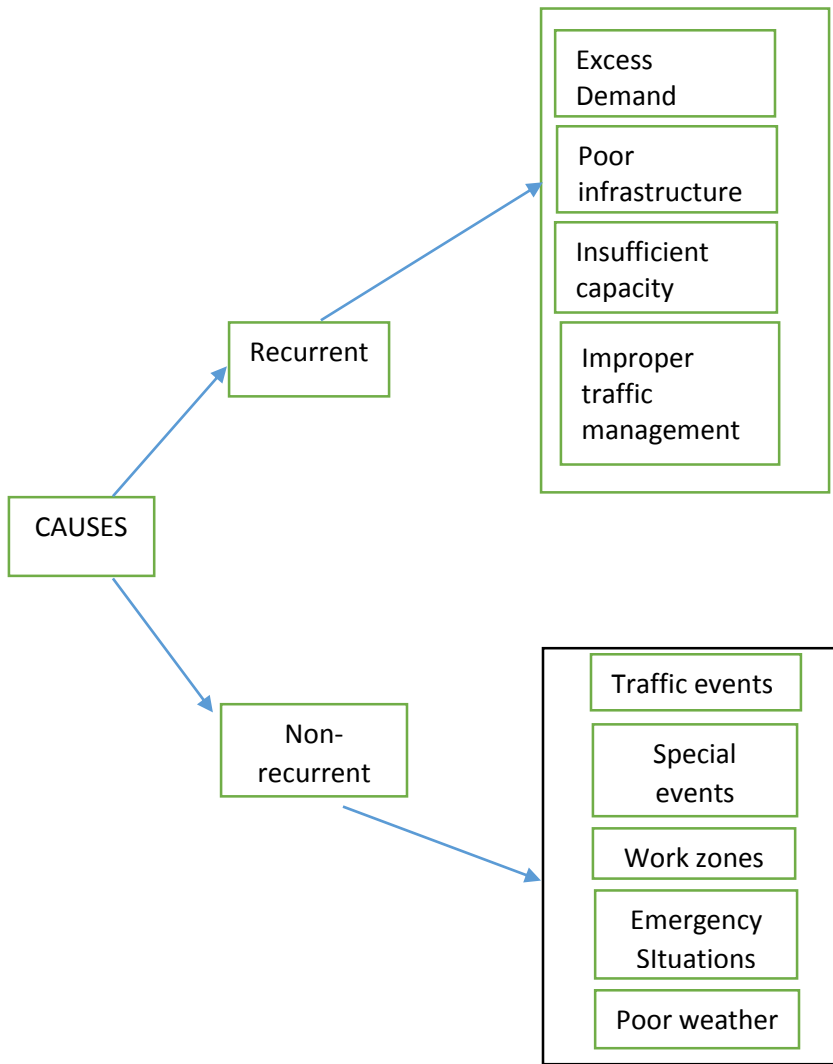 CAUSES
Recurrent
Excess
Demand
Poor
infrastructure
Insufficient
capacity
Improper
traffic
management
Non-
recurrent
Traffic events
Special
events
Work zones
Emergency
SItuations
Poor weather